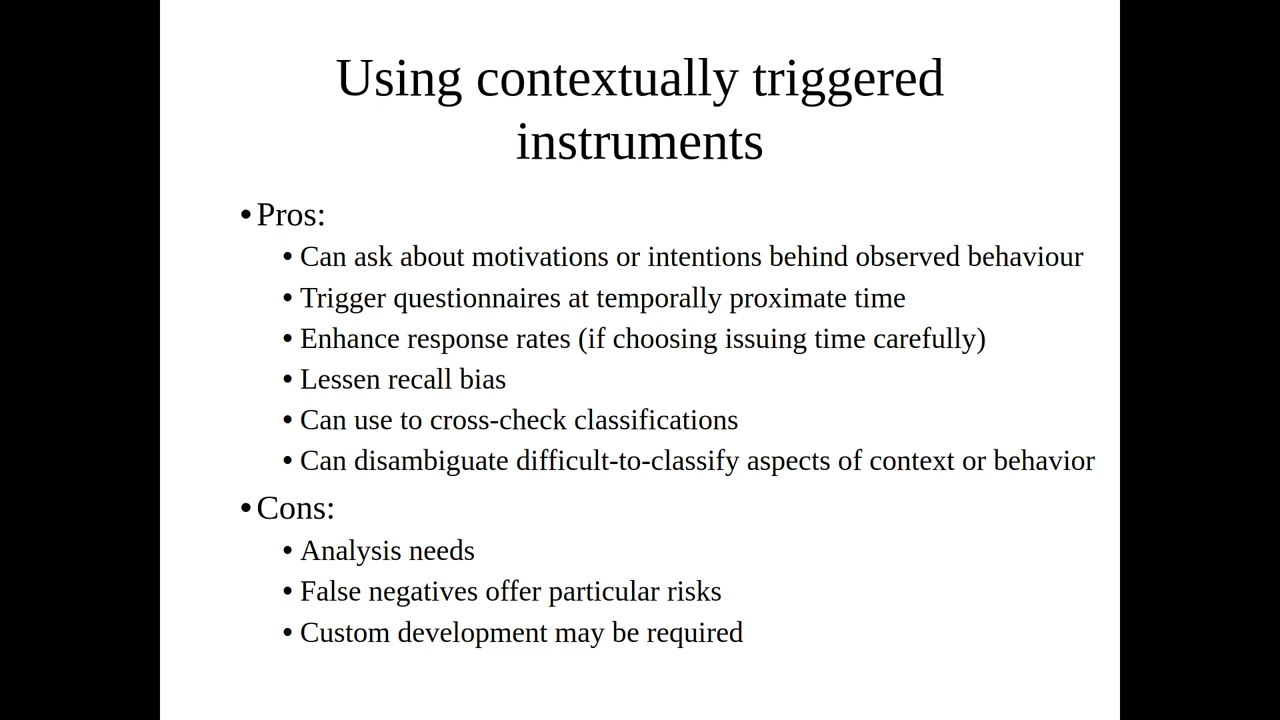 Using contextually triggered
instruments
• Pros:
• Can ask about motivations or intentions behind observed behaviour
• Trigger questionnaires at temporally proximate time
• Enhance response rates (if choosing issuing time carefully)
• Lessen recall bias
• Can use to cross-check classifications
• Can disambiguate difficult-to-classify aspects of context or behavior
• Cons:
• Analysis needs
• False negatives offer particular risks
• Custom development may be required